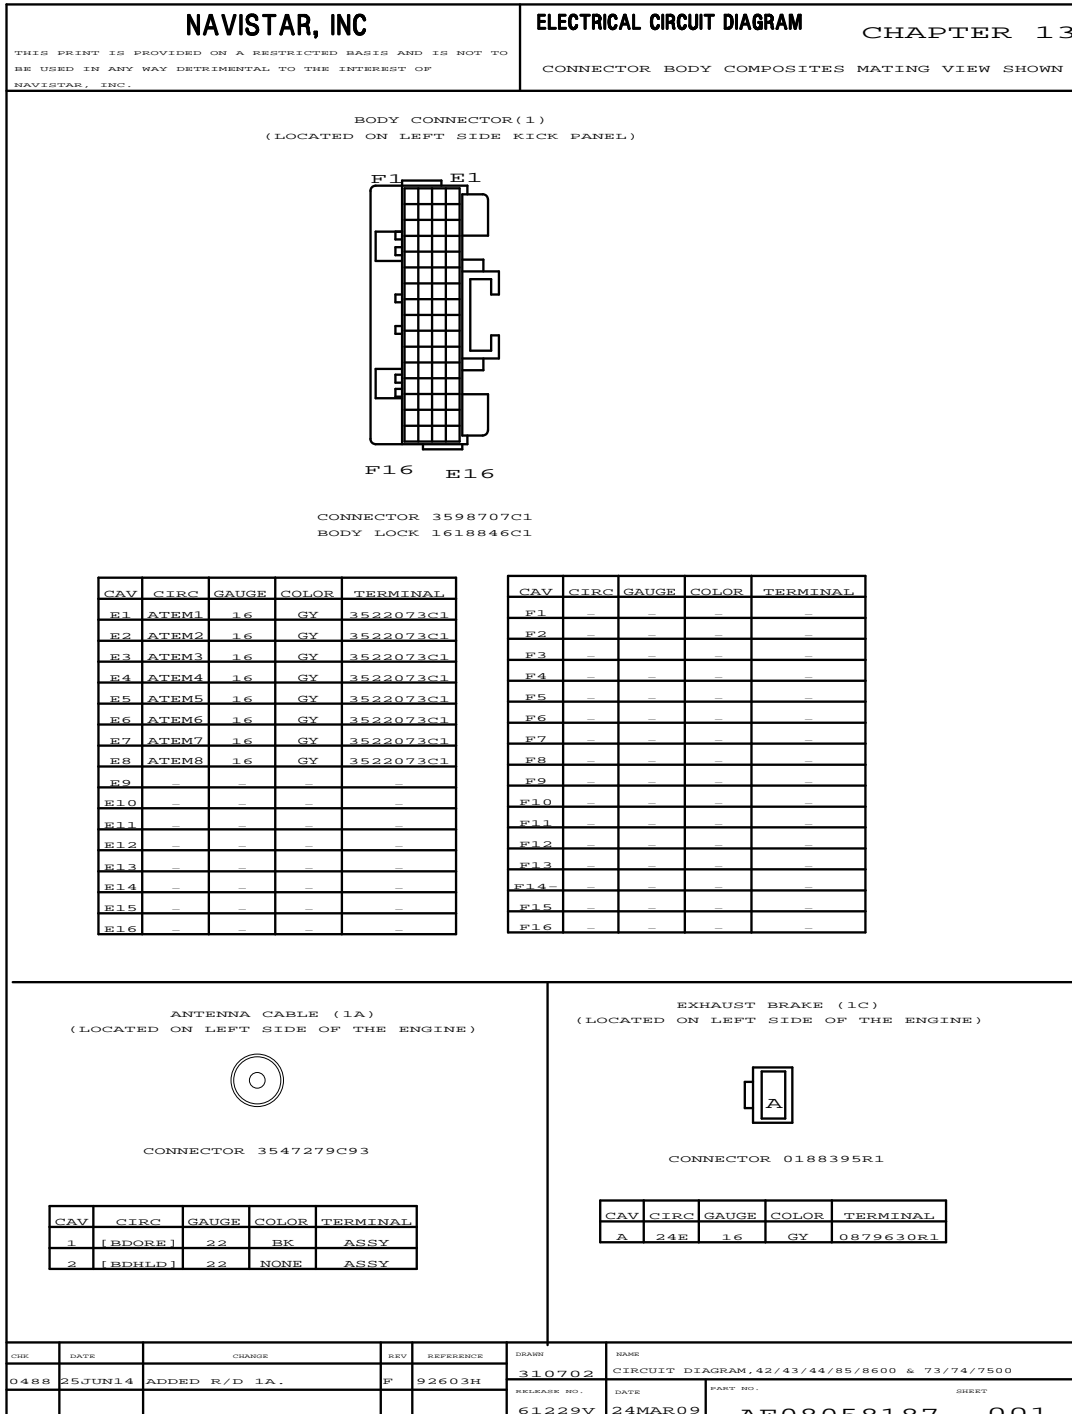 NAVISTAR, INC
THIS PRINT IS PROVIDED ON A RESTRICTED BASIS AND IS NOT TO
BE USED IN ANY WAY DETRIMENTAL TO THE INTEREST OF
NAVISTAR, INC.
ELECTRICAL CIRCUIT DIAGRAM
CHAPTER 13
CONNECTOR BODY COMPOSITES MATING VIEW SHOWN
BODY CONNECTOR(1)
(LOCATED ON LEFT SIDE KICK PANEL)
F1 E1
F16 E16
CONNECTOR 3598707C1
BODY LOCK 1618846C1
CAV CIRC GAUGE COLOR TERMINAL
E1 ATEM1 16 GY 3522073C1
E2 ATEM2 16 GY 3522073C1
E3 ATEM3 16 GY 3522073C1
E4 ATEM4 16 GY 3522073C1
E5 ATEM5 16 GY 3522073C1
E6 ATEM6 16 GY 3522073C1
E7 ATEM7 16 GY 3522073C1
E8 ATEM8 16 GY 3522073C1
E9 – – – –
E10 – – – –
E11 – – – –
E12 – – – –
E13 – – – –
E14 – – – –
E15 – – – –
E16 – – – –
CAV CIRC GAUGE COLOR TERMINAL
F1 – – – –
F2 – – – –
F3 – – – –
F4 – – – –
F5 – – – –
F6 – – – –
F7 – – – –
F8 – – – –
F9 – – – –
F10 – – – –
F11 – – – –
F12 – – – –
F13 – – – –
F14– – – – –
F15 – – – –
F16 – – – –
ANTENNA CABLE (1A)
(LOCATED ON LEFT SIDE OF THE ENGINE)
CONNECTOR 3547279C93
CAV CIRC GAUGE COLOR TERMINAL
1 [BDORE] 22 BK ASSY
2 [BDHLD] 22 NONE ASSY
EXHAUST BRAKE (1C)
(LOCATED ON LEFT SIDE OF THE ENGINE)
A
CONNECTOR 0188395R1
CAV CIRC GAUGE COLOR TERMINAL
A 24E 16 GY 0879630R1
CHK DATE CHANGE REV REFERENCE
0488 25JUN14 ADDED R/D 1A. F 92603H
DRAWN
310702
NAME
CIRCUIT DIAGRAM,42/43/44/85/8600 & 73/74/7500
RELEASE NO.
61229V
DATE
24MAR09
PART NO.
AE08058187
SHEET
001